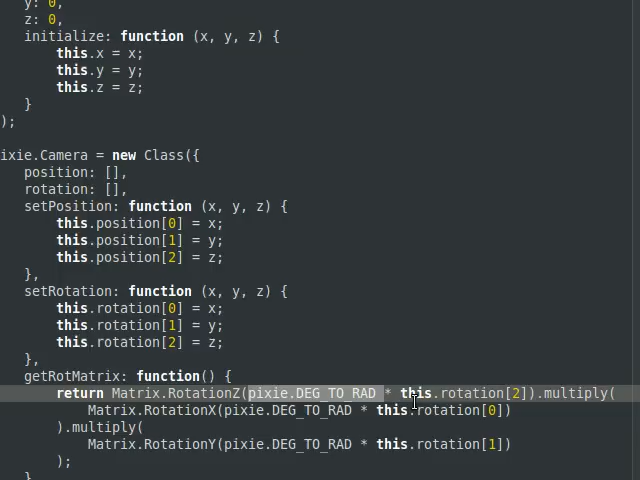 y: 0,
z: 0,
initialize: function (x, y, z) {
this.x = x;
this.y = y;
this.z = z;
}
);
ixie.Camera = new Class({
position: [],
rotation: [],
setPosition: function (x, y, z) {
this.position[0] = x;
this.position[1] = y;
this.position[2] = z;
},
setRotation: function (x, y, z) {
this.rotation[0] = x;
this.rotation[1] = y;
this.rotation[2] = z;
},
getRotMatrix: function() {
return Matrix.RotationZ(pixie.DEG_TO_RAD * this.rotation[2]).multiply(
Matrix.RotationX(pixie.DEG_TO_RAD * this.rotation[0])
).multiply(
Matrix.RotationY(pixie.DEG_TO_RAD * this.rotation[1])
);
}